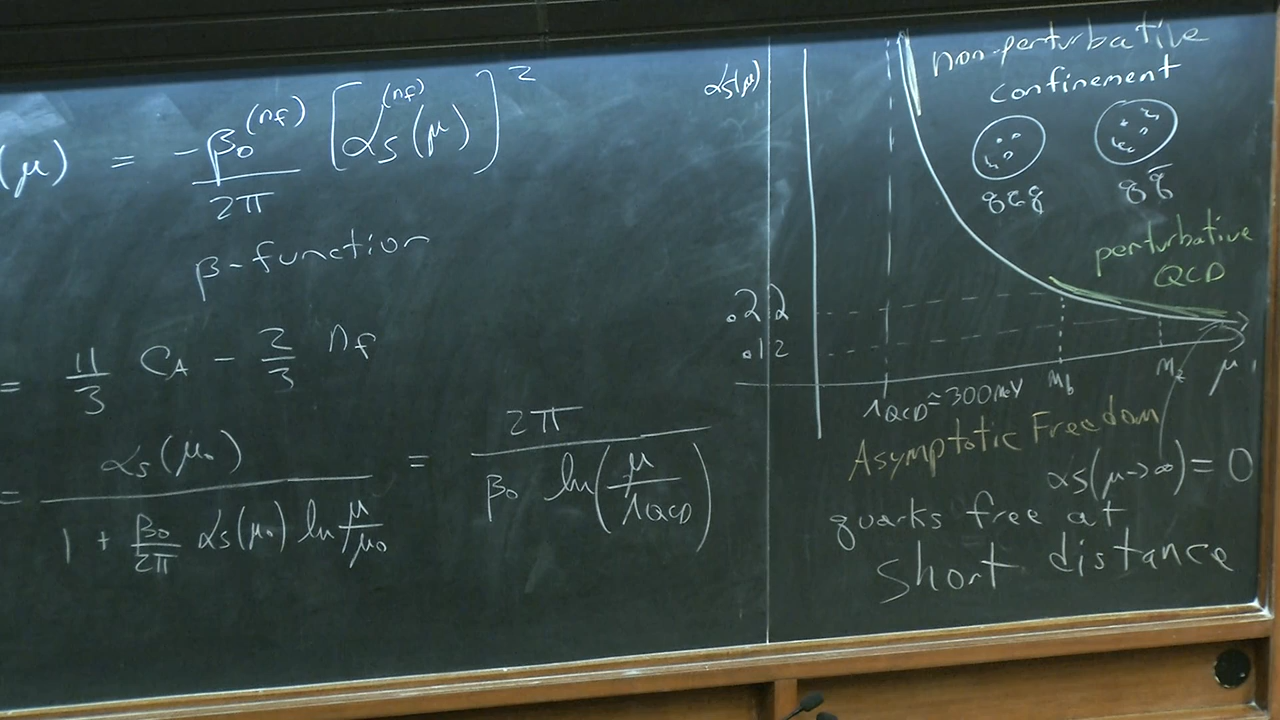 (μ) = -β₀^(nf)/2π [αs^(nf)(μ)]²
β-function
= 11/3 CA - 2/3 nf
= αs(μ₀) / (1 + β₀/2π αs(μ₀) ln μ/μ₀) = 2π / (β₀ ln(μ/ΛQCD))
αs(μ)
non-perturbative
confinement
qqq
qq̄
perturbative
QCD
.22
.12
ΛQCD≈300MeV
mb
mz
μ
Asymptotic Freedom
αs(μ→∞)=0
quarks free at
short distance